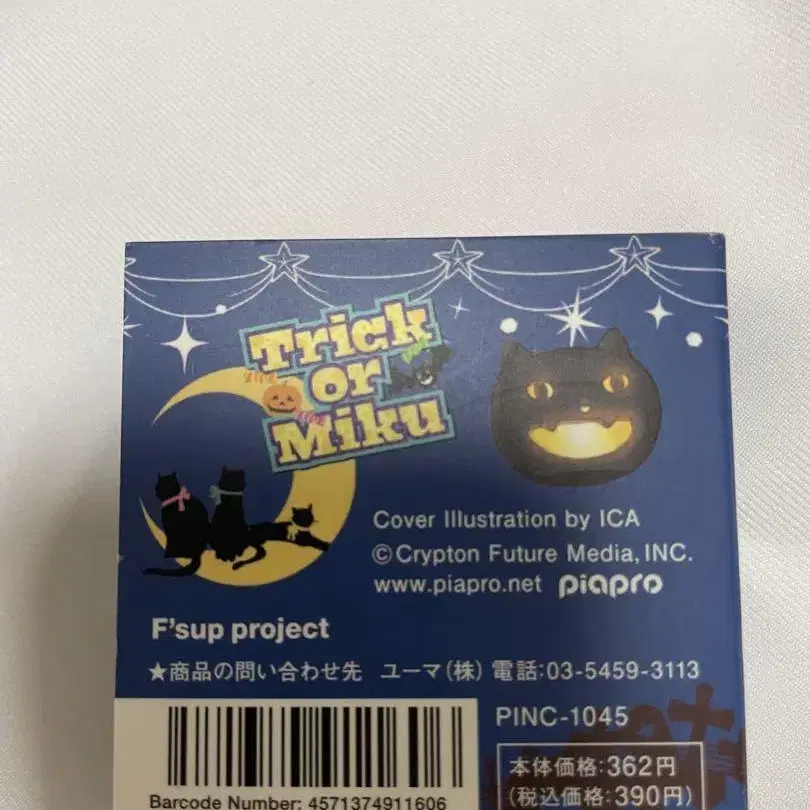 Trick
or
Miku
Cover Illustration by ICA
©Crypton Future Media, INC.
www.piapro.net piapro
F'sup project
★商品の問い合わせ先 ユーマ(株) 電話:03-5459-3113
PINC-1045
本体価格:362円
(税込価格:390円)
Barcode Number: 4571374911606